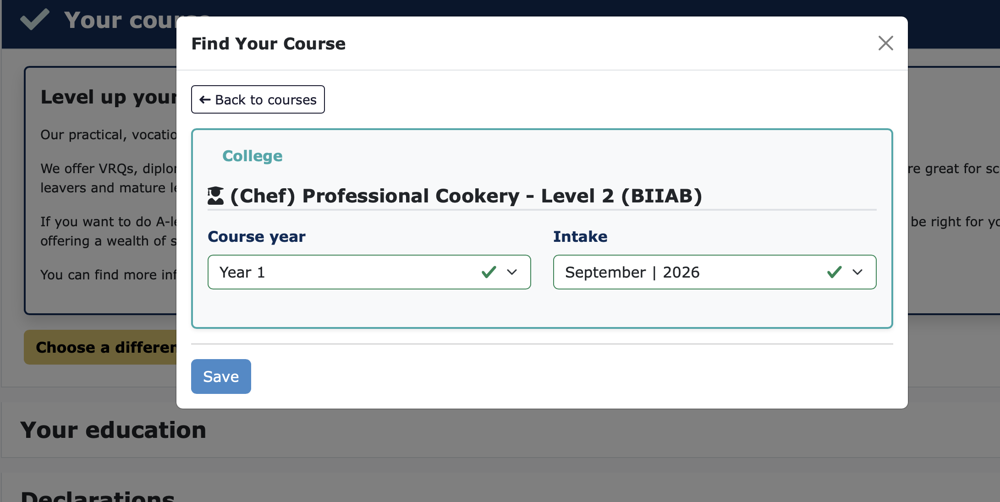 Your cour
Find Your Course
Back to courses
Level up your
Our practical, vocatio
We offer VRQs, diplor
re great for sc
leavers and mature le
If you want to do A-le
be right for yo
offering a wealth of s
You can find more inf
College
(Chef) Professional Cookery - Level 2 (BIIAB)
Course year
Intake
Year 1
September | 2026
Choose a differen
Save
Your education
Declarations